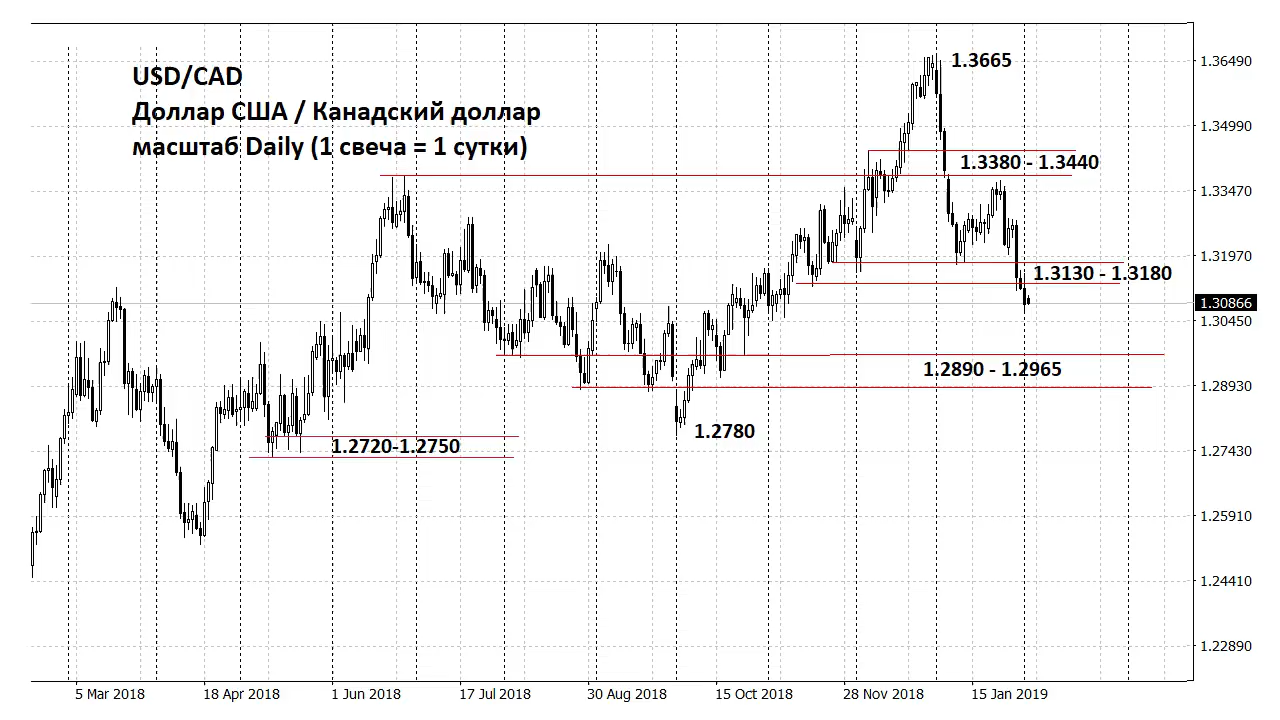 USD/CAD
Доллар США / Канадский доллар
масштаб Daily (1 свеча = 1 сутки)
1.3665
1.3380 - 1.3440
1.3130 - 1.3180
1.2890 - 1.2965
1.2780
1.2720-1.2750
1.36490
1.34990
1.33470
1.31970
1.30866
1.30450
1.28930
1.27430
1.25910
1.24410
1.22890
5 Mar 2018 18 Apr 2018 1 Jun 2018 17 Jul 2018 30 Aug 2018 15 Oct 2018 28 Nov 2018 15 Jan 2019